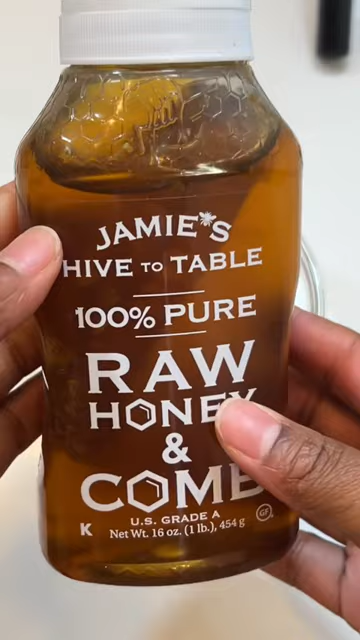 JAMIE'S
HIVE TO TABLE
100% PURE
RAW
HONEY
&
COMB
U.S. GRADE A
K Net Wt. 16 oz. (1 lb.), 454 g GF